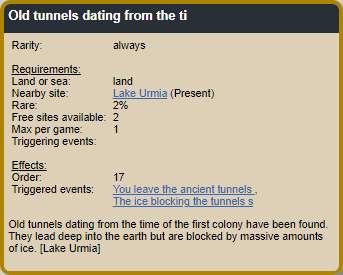 Old tunnels dating from the ti
Rarity: always
Requirements:
Land or sea: land
Nearby site: Lake Urmia (Present)
Rare: 2%
Free sites available: 2
Max per game: 1
Triggering events:
Effects:
Order: 17
Triggered events: You leave the ancient tunnels ,
The ice blocking the tunnels s
Old tunnels dating from the time of the first colony have been found.
They lead deep into the earth but are blocked by massive amounts
of ice. [Lake Urmia]